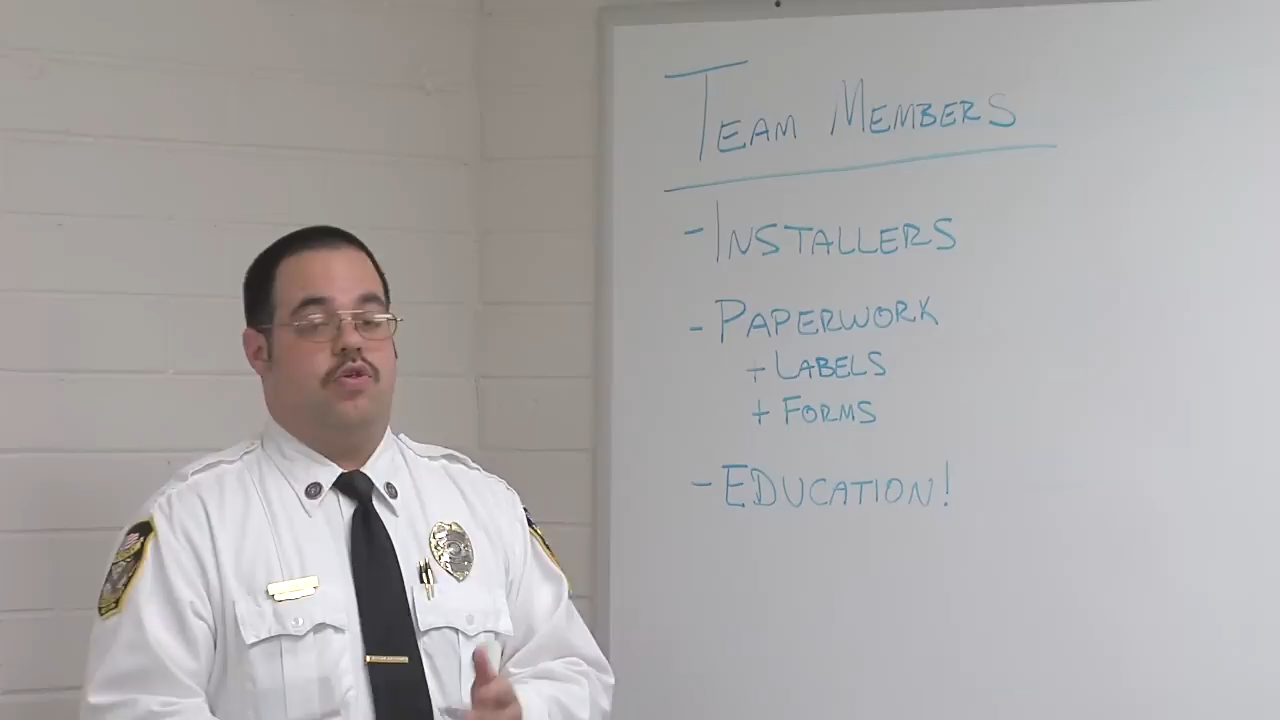 TEAM MEMBERS
- INSTALLERS
- PAPERWORK
+ LABELS
+ FORMS
- EDUCATION!